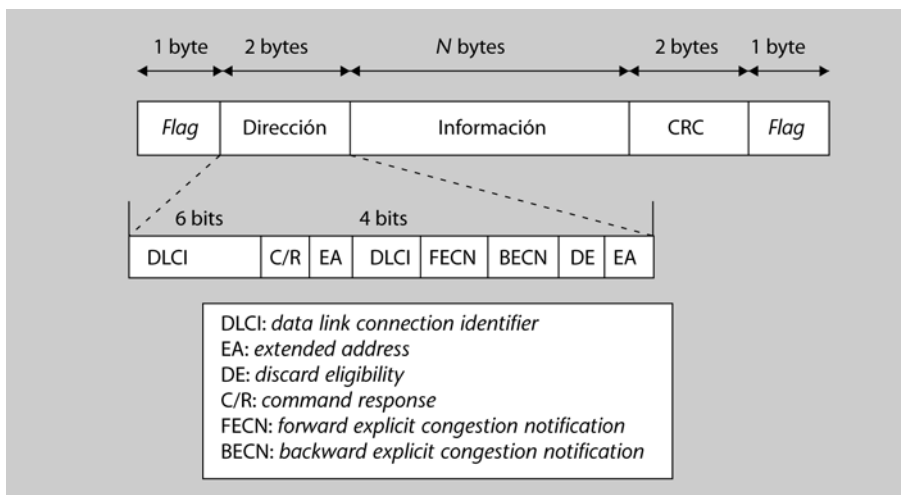 1 byte 2 bytes N bytes 2 bytes 1 byte
Flag Dirección Información CRC Flag
6 bits 4 bits
DLCI C/R EA DLCI FECN BECN DE EA
DLCI: data link connection identifier
EA: extended address
DE: discard eligibility
C/R: command response
FECN: forward explicit congestion notification
BECN: backward explicit congestion notification